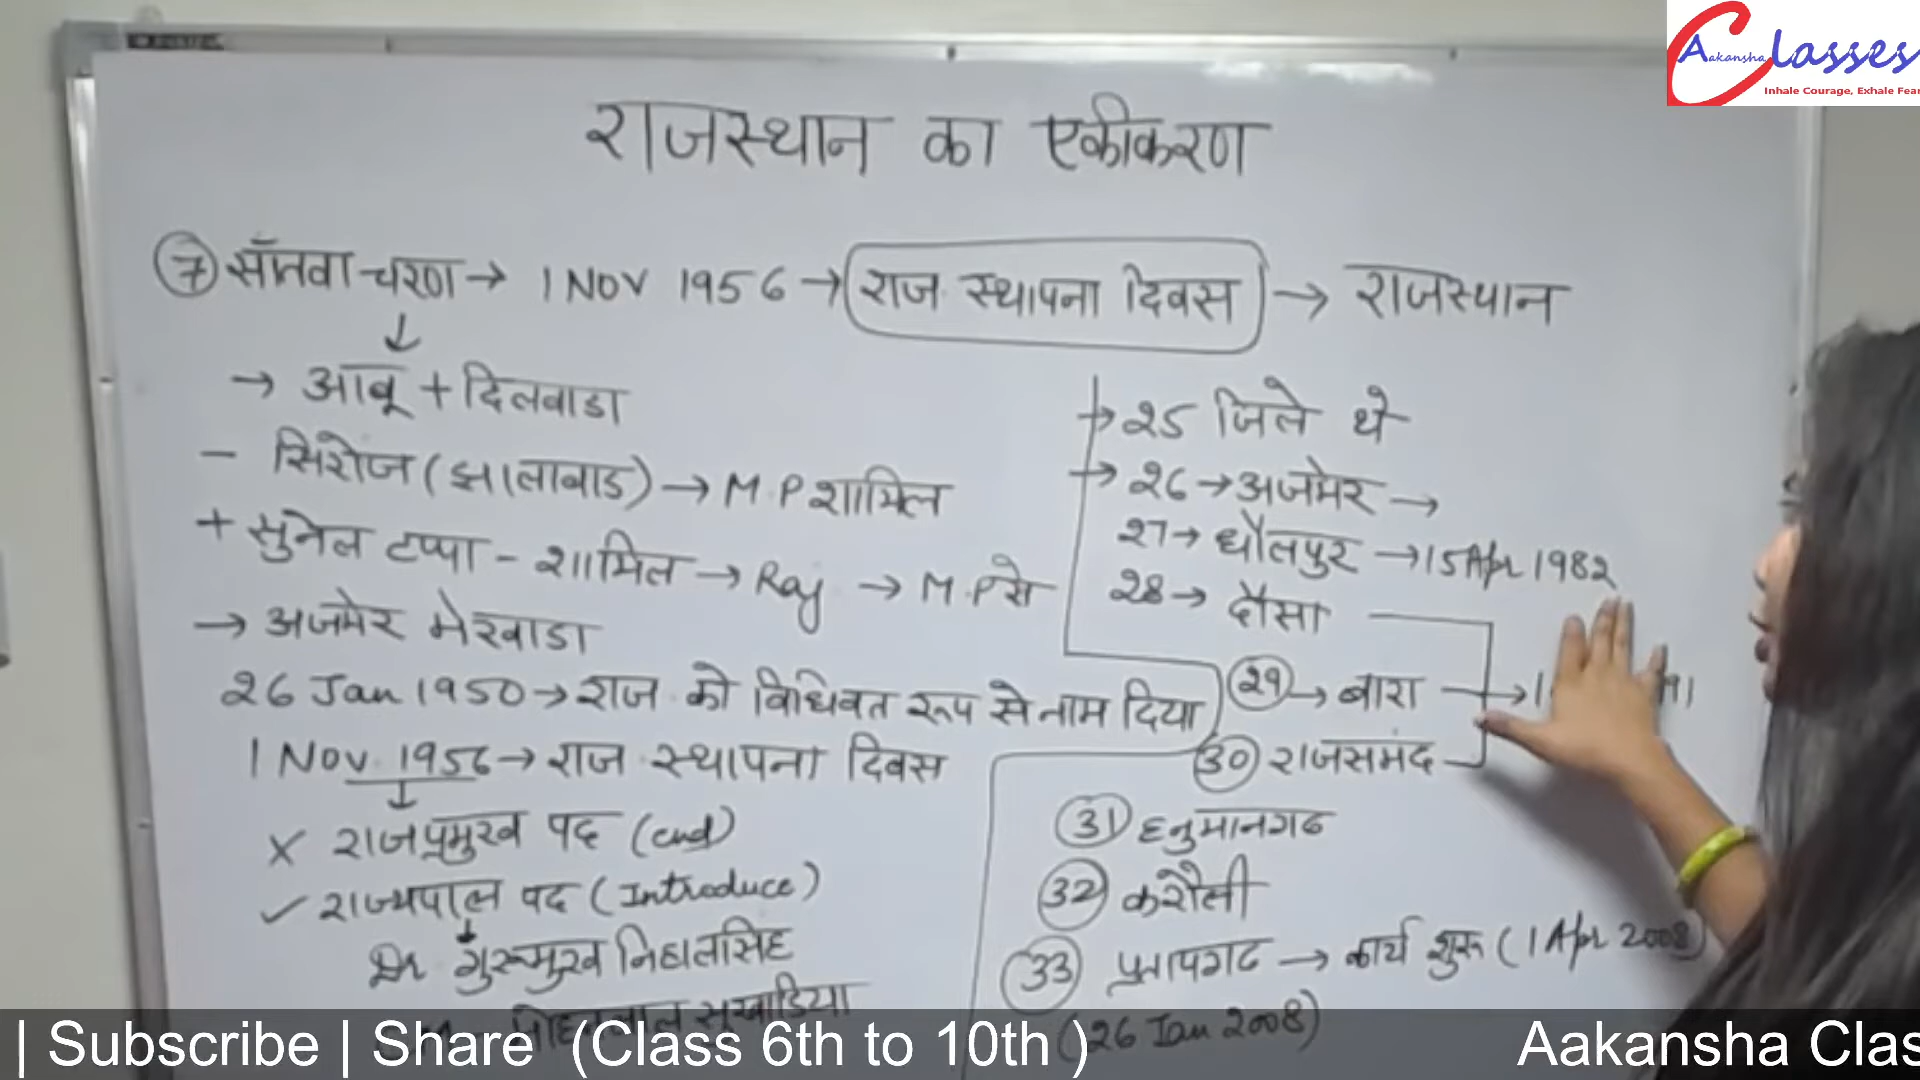 Aakansha Classes
Inhale Courage, Exhale Fear
राजस्थान का एकीकरण
7 साँतवा चरण → 1 NOV 1956 → राज. स्थापना दिवस → राजस्थान
→ आबू + दिलवाडा
- सिरोज (झालावाड) → M.P शामिल
+ सुनेल टप्पा - शामिल → Raj → M.P से
→ अजमेर मेरवाडा
26 Jan 1950 → राज. को विधिवत रूप से नाम दिया
1 Nov. 1956 → राज. स्थापना दिवस
x राजप्रमुख पद (end)
✓ राज्यपाल पद (Introduce)
Dr गुरूमुख निहालसिंह
सुखाडिया
→ 25 जिले थे
→ 26 → अजमेर →
27 → धौलपुर → 15 Apr 1982
28 → दौसा
29 → बारा →
30 राजसमंद
31 हनुमानगढ
32 करौली
33 प्रतापगढ → कार्य शुरू (1 Apr 2008)
(26 Jan 2008)
| Subscribe | Share (Class 6th to 10th ) Aakansha Clas